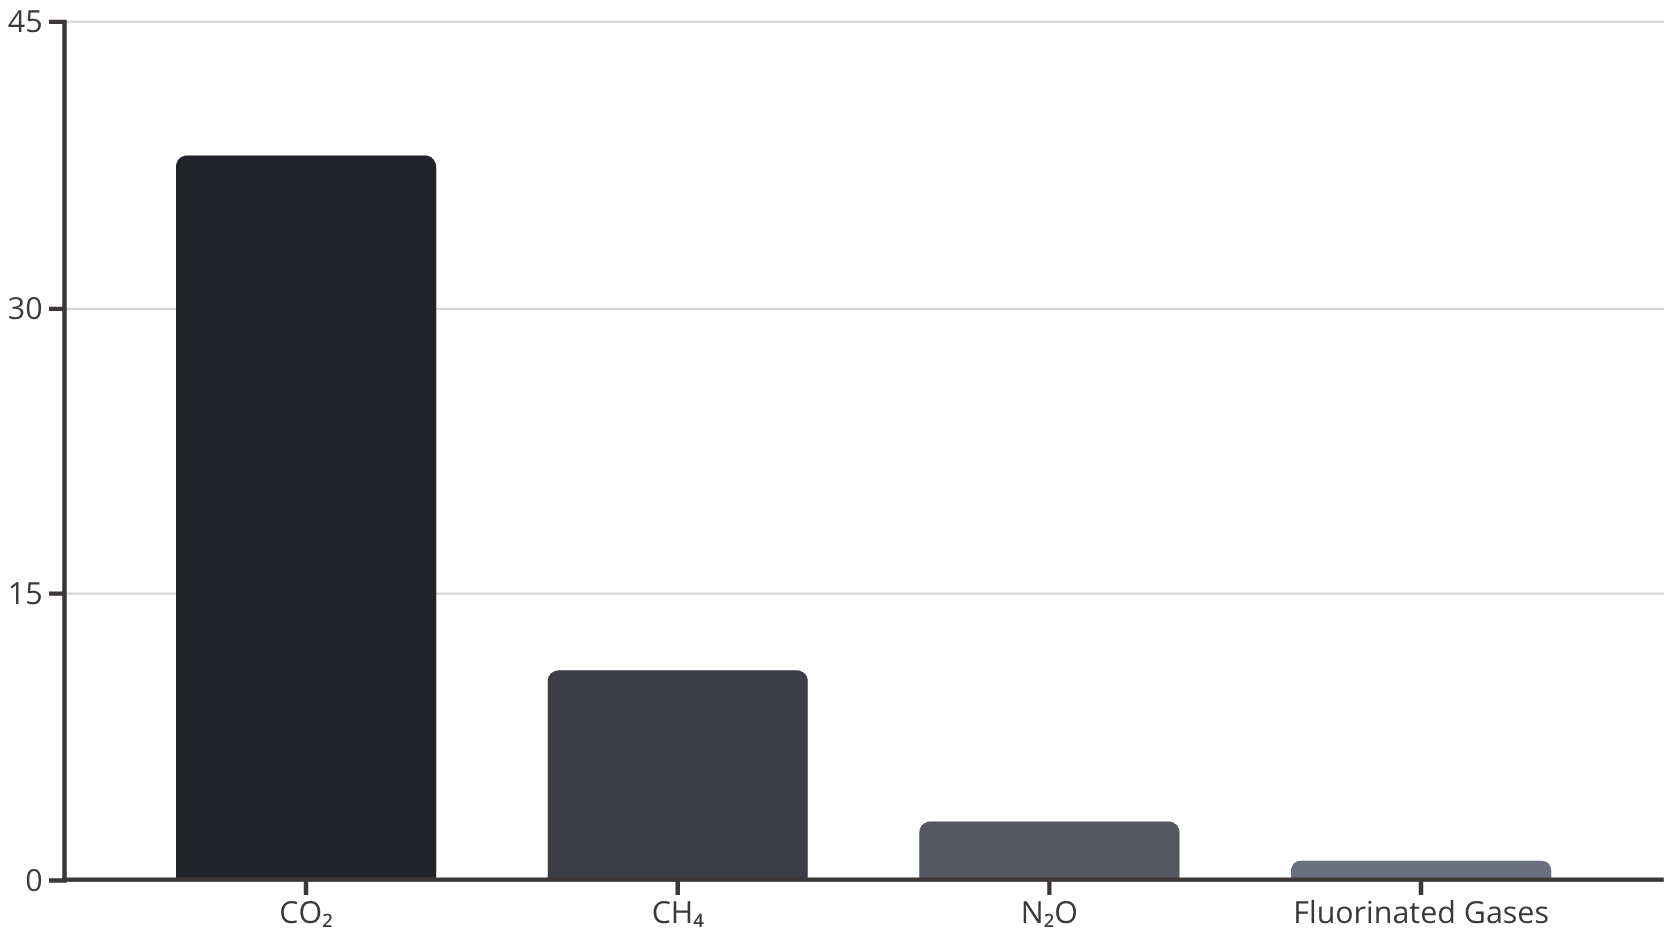 45
30
15
0
CO₂
CH₄
N₂O
Fluorinated Gases